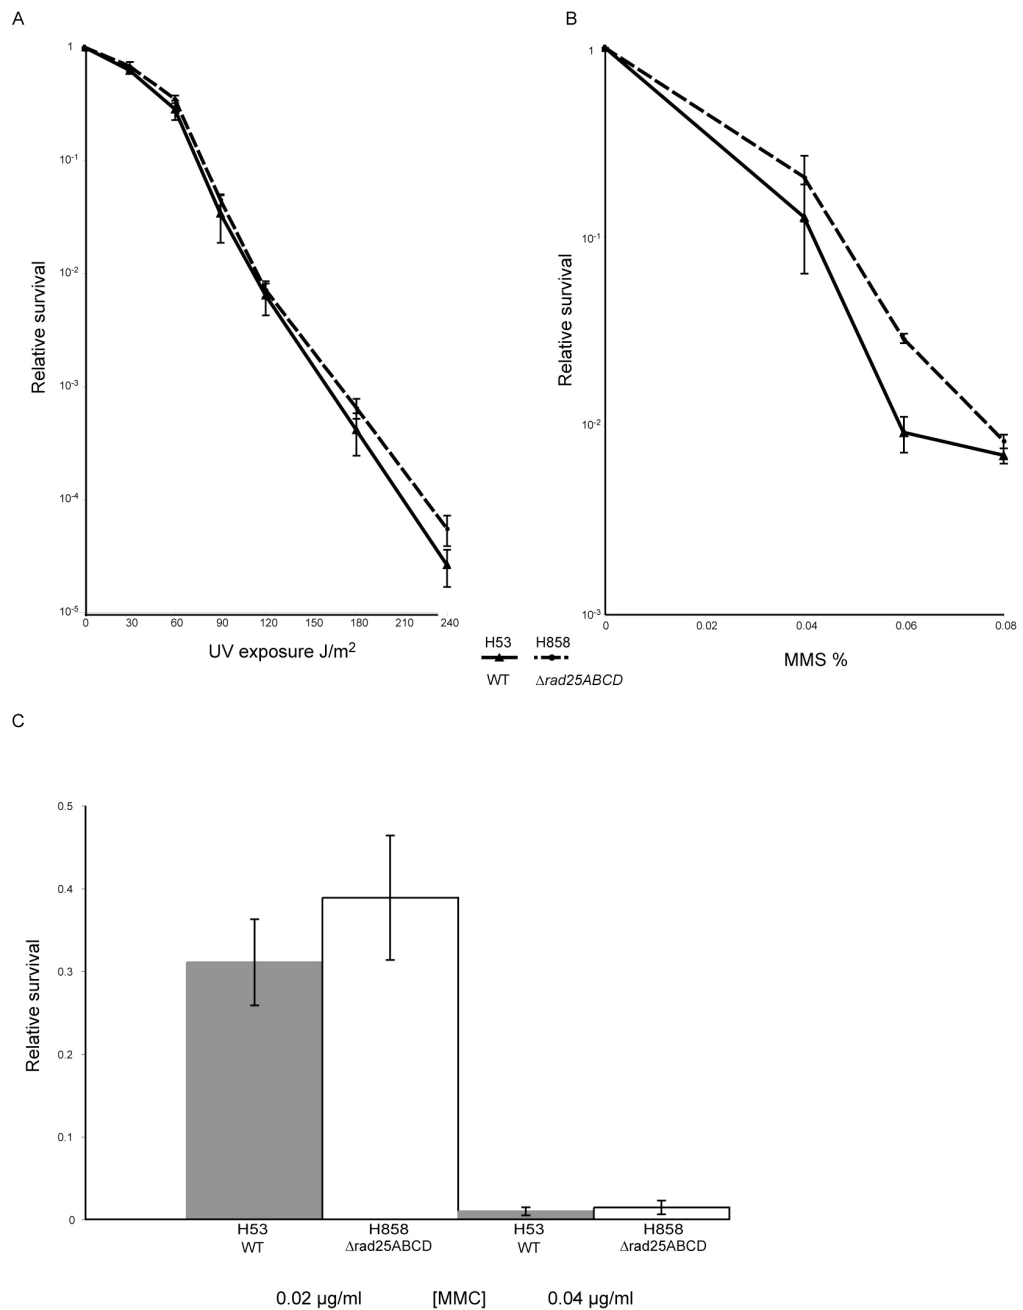 A
B
1
10-1
10-2
10-3
10-4
10-5
Relative survival
0 30 60 90 120 150 180 210 240
UV exposure J/m2
1
10-1
10-2
10-3
Relative survival
0 0.02 0.04 0.06 0.08
MMS %
H53 H858
WT Δrad25ABCD
C
0.5
0.4
0.3
0.2
0.1
0
Relative survival
H53 H858 H53 H858
WT Δrad25ABCD WT Δrad25ABCD
0.02 µg/ml [MMC] 0.04 µg/ml